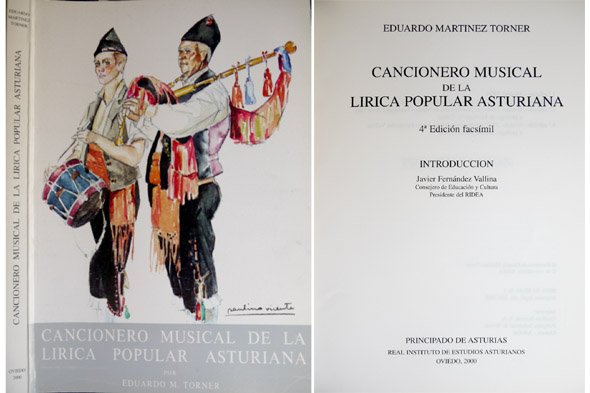 EDUARDO
MARTINEZ
TORNER
CANCIONERO MUSICAL DE LA LIRICA POPULAR ASTURIANA
OVIEDO
2000
paulino vicente
CANCIONERO MUSICAL DE LA
LIRICA POPULAR ASTURIANA
POR
EDUARDO M. TORNER
EDUARDO MARTINEZ TORNER
CANCIONERO MUSICAL
DE LA
LIRICA POPULAR ASTURIANA
4ª Edición facsímil
INTRODUCCION
Javier Fernández Vallina
Consejero de Educación y Cultura
Presidente del RIDEA
PRINCIPADO DE ASTURIAS
REAL INSTITUTO DE ESTUDIOS ASTURIANOS
OVIEDO, 2000